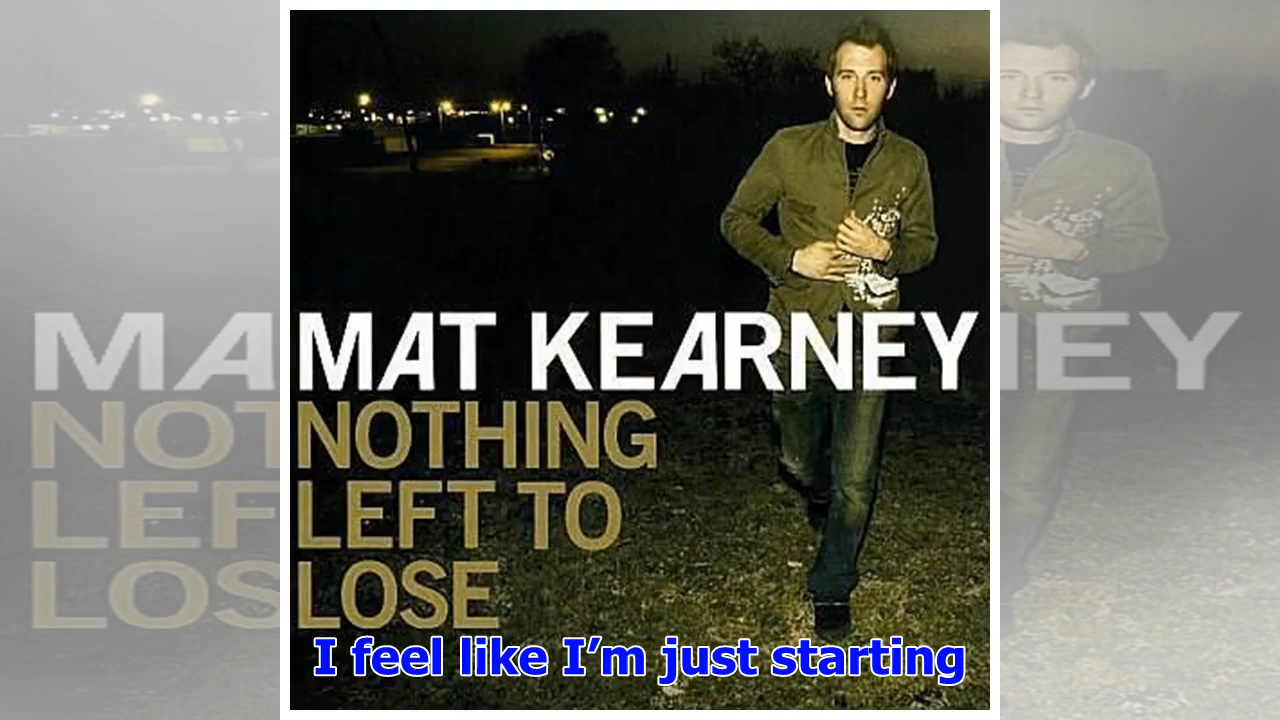 MAT KEARNEY
NOTHING
LEFT TO
LOSE
I feel like I’m just starting